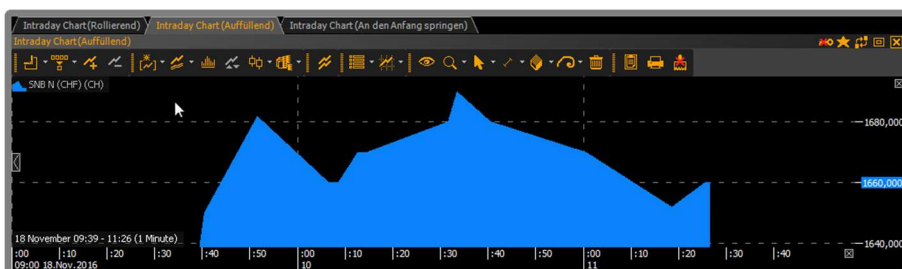 Intraday Chart (Rollierend) Intraday Chart (Auffüllend) Intraday Chart (An den Anfang springen)
Intraday Chart (Auffüllend)
SNB N (CHF) (CH)
1680,000
1660,000
1640,000
18 November 09:39 - 11:26 (1 Minute)
:00 :10 :20 :30 :40 :50 :00 :10 :20 :30 :40 :50 :00 :10 :20 :30 :40
09:00 18.Nov.2016 10 11